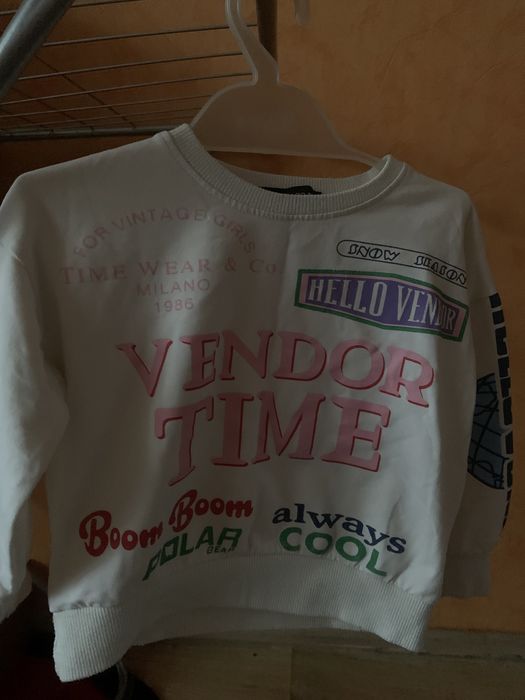 FOR VINTAGE GIRLS
TIME WEAR & Co.
MILANO
1986
SNOW SEASON
HELLO VENDOR
VENDOR
TIME
Boom Boom
POLAR
BEAR
always
COOL